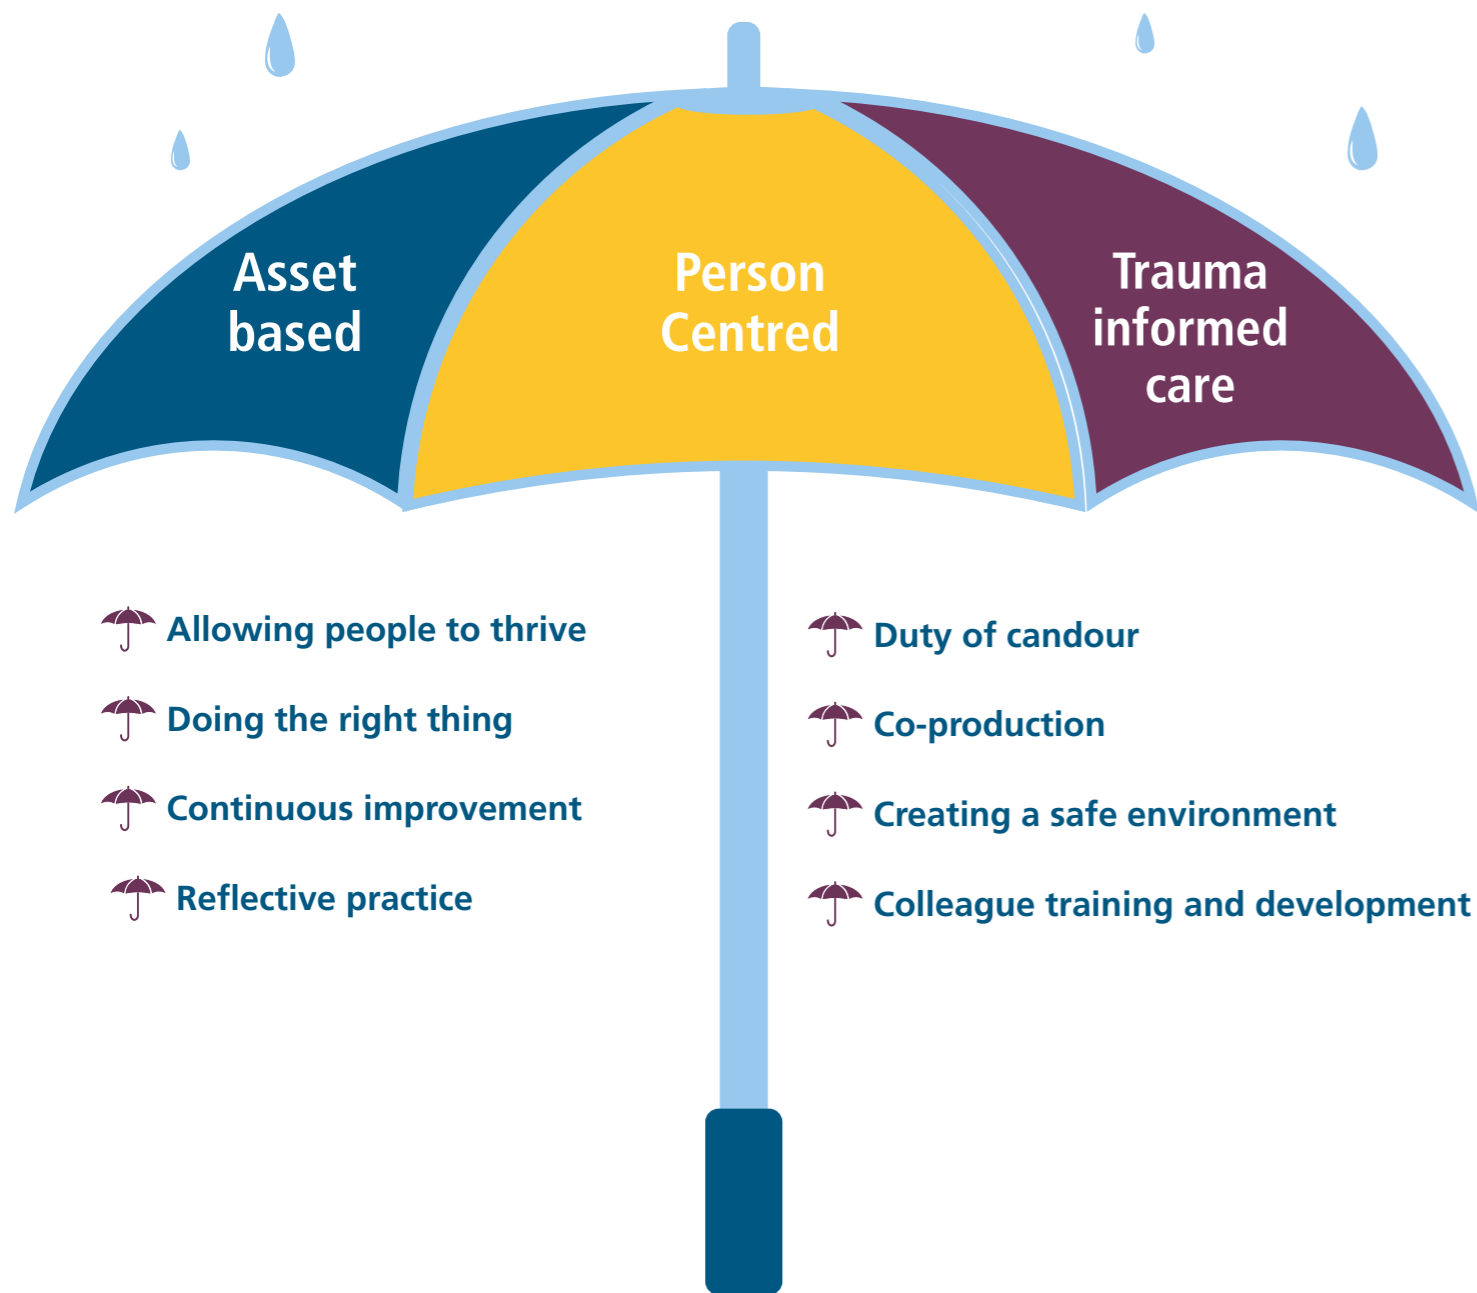 Asset
based
Person
Centred
Trauma
informed
care
Allowing people to thrive
Doing the right thing
Continuous improvement
Reflective practice
Duty of candour
Co-production
Creating a safe environment
Colleague training and development